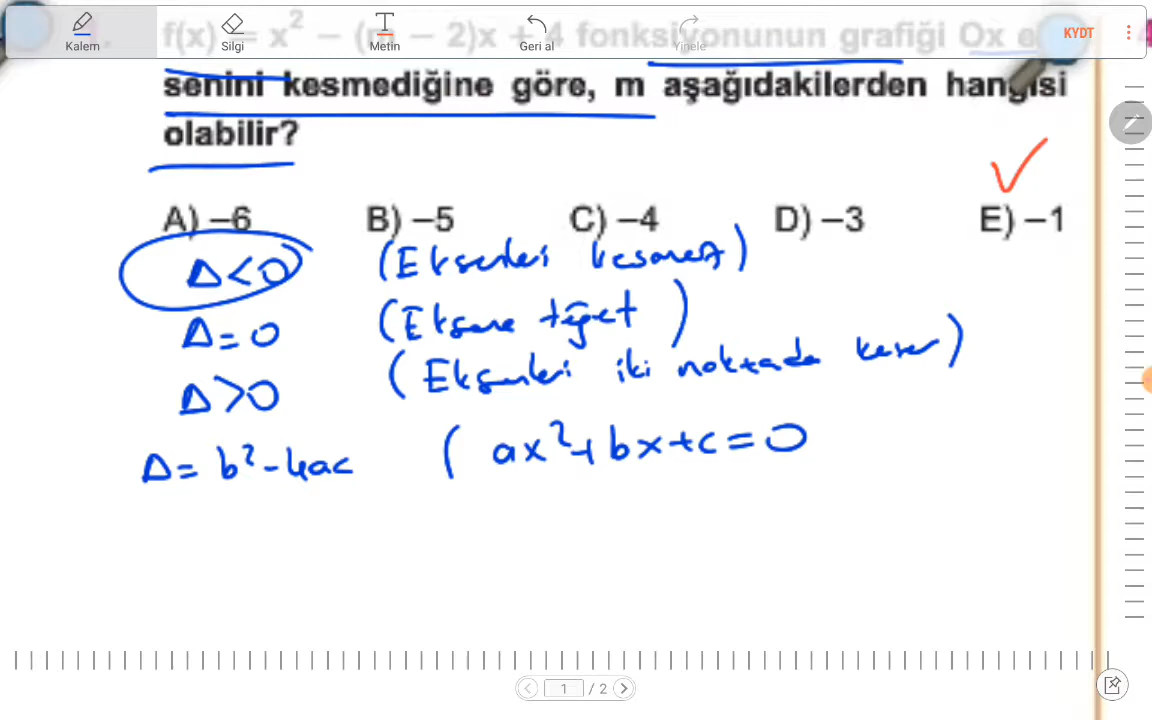 f(x) = x² − (m − 2)x + 4 fonksiyonunun grafiği Ox e
Kalem Silgi Metin Geri al Yinele KYDT
senini kesmediğine göre, m aşağıdakilerden hangisi
olabilir?
A) −6 B) −5 C) −4 D) −3 E) −1
Δ<0 (Eksenleri kesmez)
Δ=0 (Eksene teğet)
Δ>0 (Eksenleri iki noktada keser)
Δ= b²-4ac ( ax²+bx+c=0
1 / 2